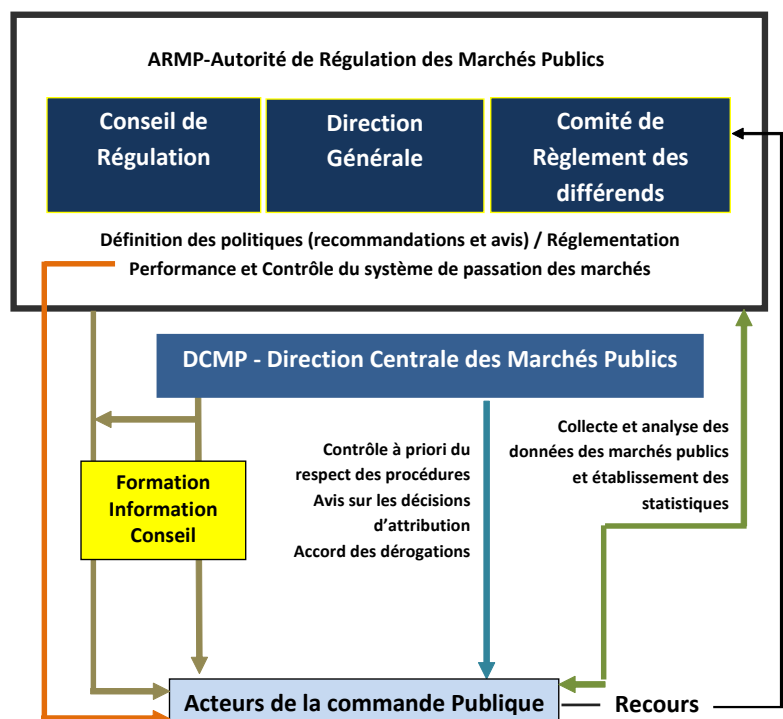 ARMP-Autorité de Régulation des Marchés Publics
Conseil de
Régulation
Direction
Générale
Comité de
Règlement des
différends
Définition des politiques (recommandations et avis) / Réglementation
Performance et Contrôle du système de passation des marchés
DCMP - Direction Centrale des Marchés Publics
Formation
Information
Conseil
Contrôle à priori du
respect des procédures
Avis sur les décisions
d’attribution
Accord des dérogations
Collecte et analyse des
données des marchés publics
et établissement des
statistiques
Acteurs de la commande Publique
Recours